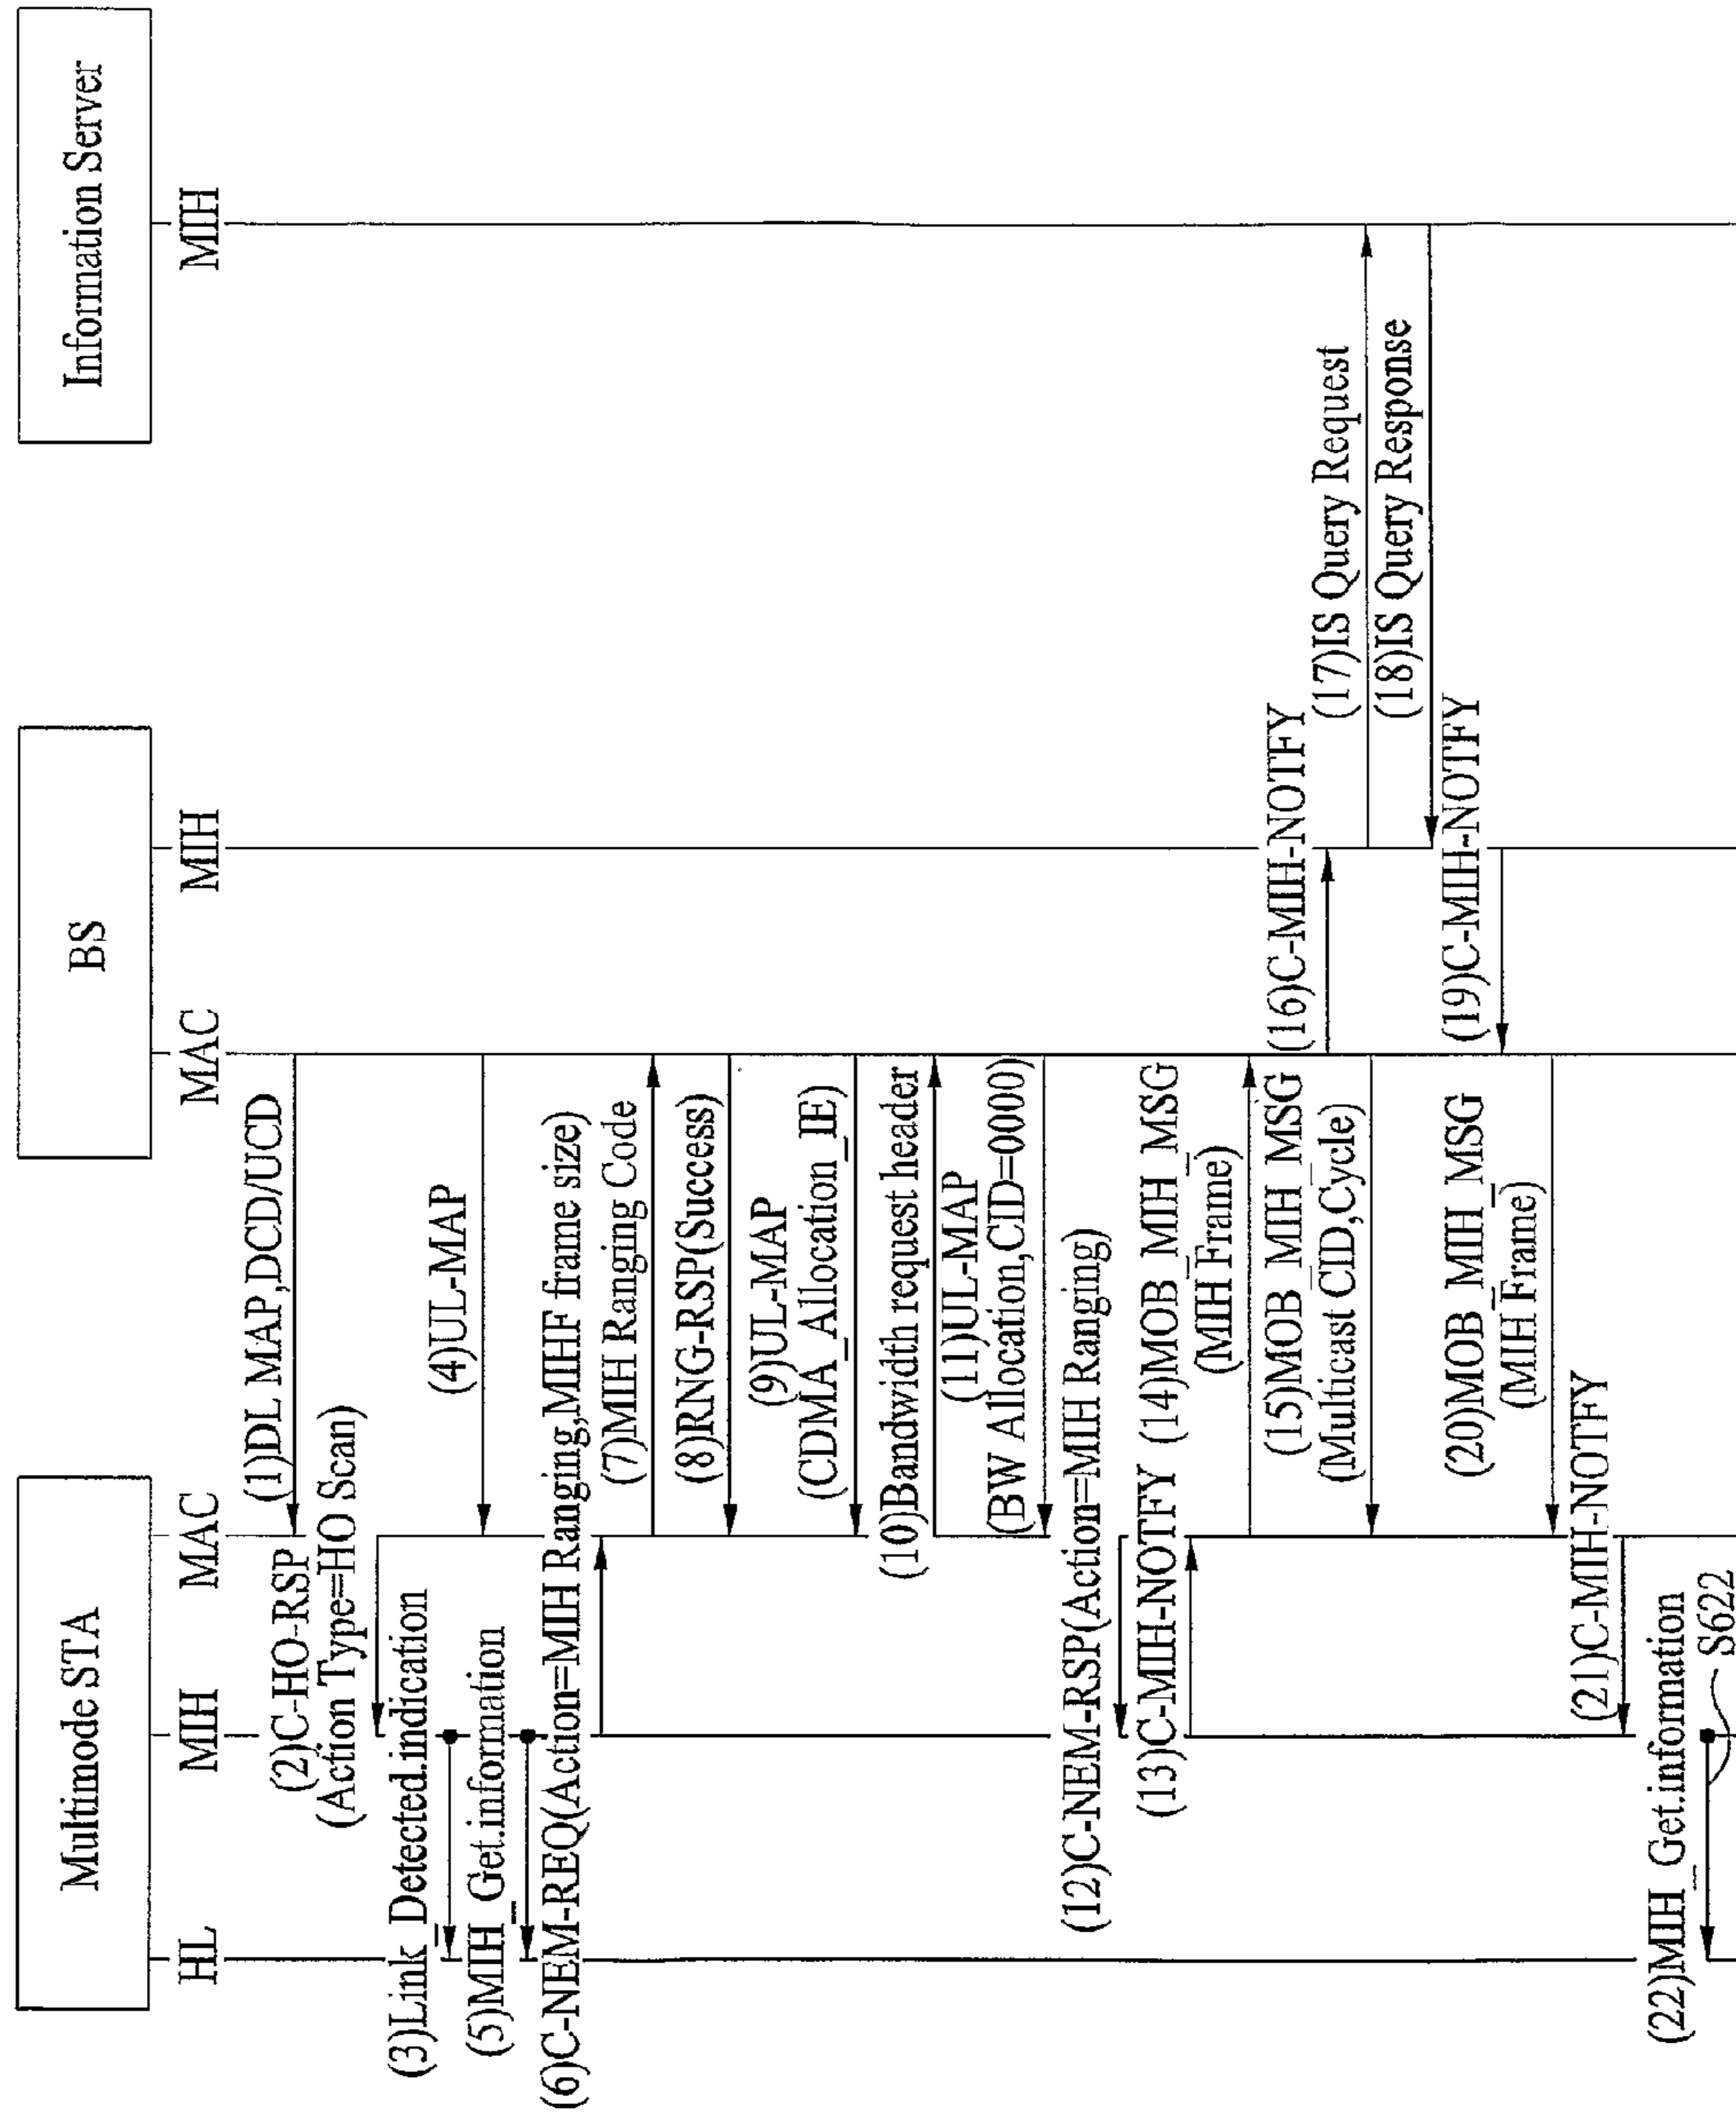 Multimode STA
BS
Information Server
HL
MIH
MAC
MAC
MIH
MIH
(1)DL MAP,DCD/UCD
(2)C-HO-RSP
(Action Type=HO Scan)
(3)Link_Detected.indication
(4)UL-MAP
(5)MIH_Get.information
(6)C-NEM-REQ(Action=MIH Ranging,MIHF frame size)
(7)MIH Ranging Code
(8)RNG-RSP(Success)
(9)UL-MAP
(CDMA_Allocation_IE)
(10)Bandwidth request header
(11)UL-MAP
(BW Allocation,CID=0000)
(12)C-NEM-RSP(Action=MIH Ranging)
(13)C-MIH-NOTFY
(14)MOB_MIH_MSG
(MIH Frame)
(15)MOB_MIH_MSG
(Multicast CID,Cycle)
(16)C-MIH-NOTFY
(17)IS Query Request
(18)IS Query Response
(19)C-MIH-NOTFY
(20)MOB_MIH_MSG
(MIH Frame)
(21)C-MIH-NOTFY
(22)MIH_Get.information
S622